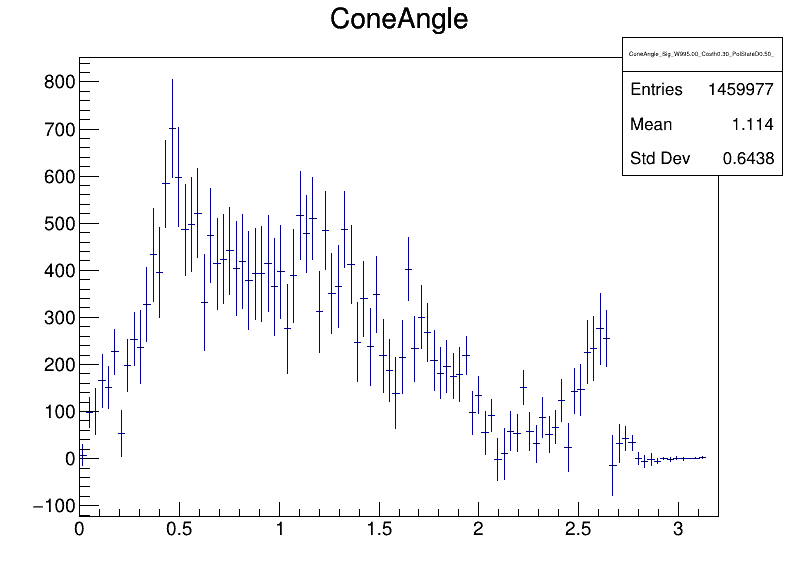 ConeAngle
ConeAngle_Sig_W995.00_Costh0.30_PolStateD0.50_
Entries 1459977
Mean 1.114
Std Dev 0.6438
800
700
600
500
400
300
200
100
0
−100
0 0.5 1 1.5 2 2.5 3